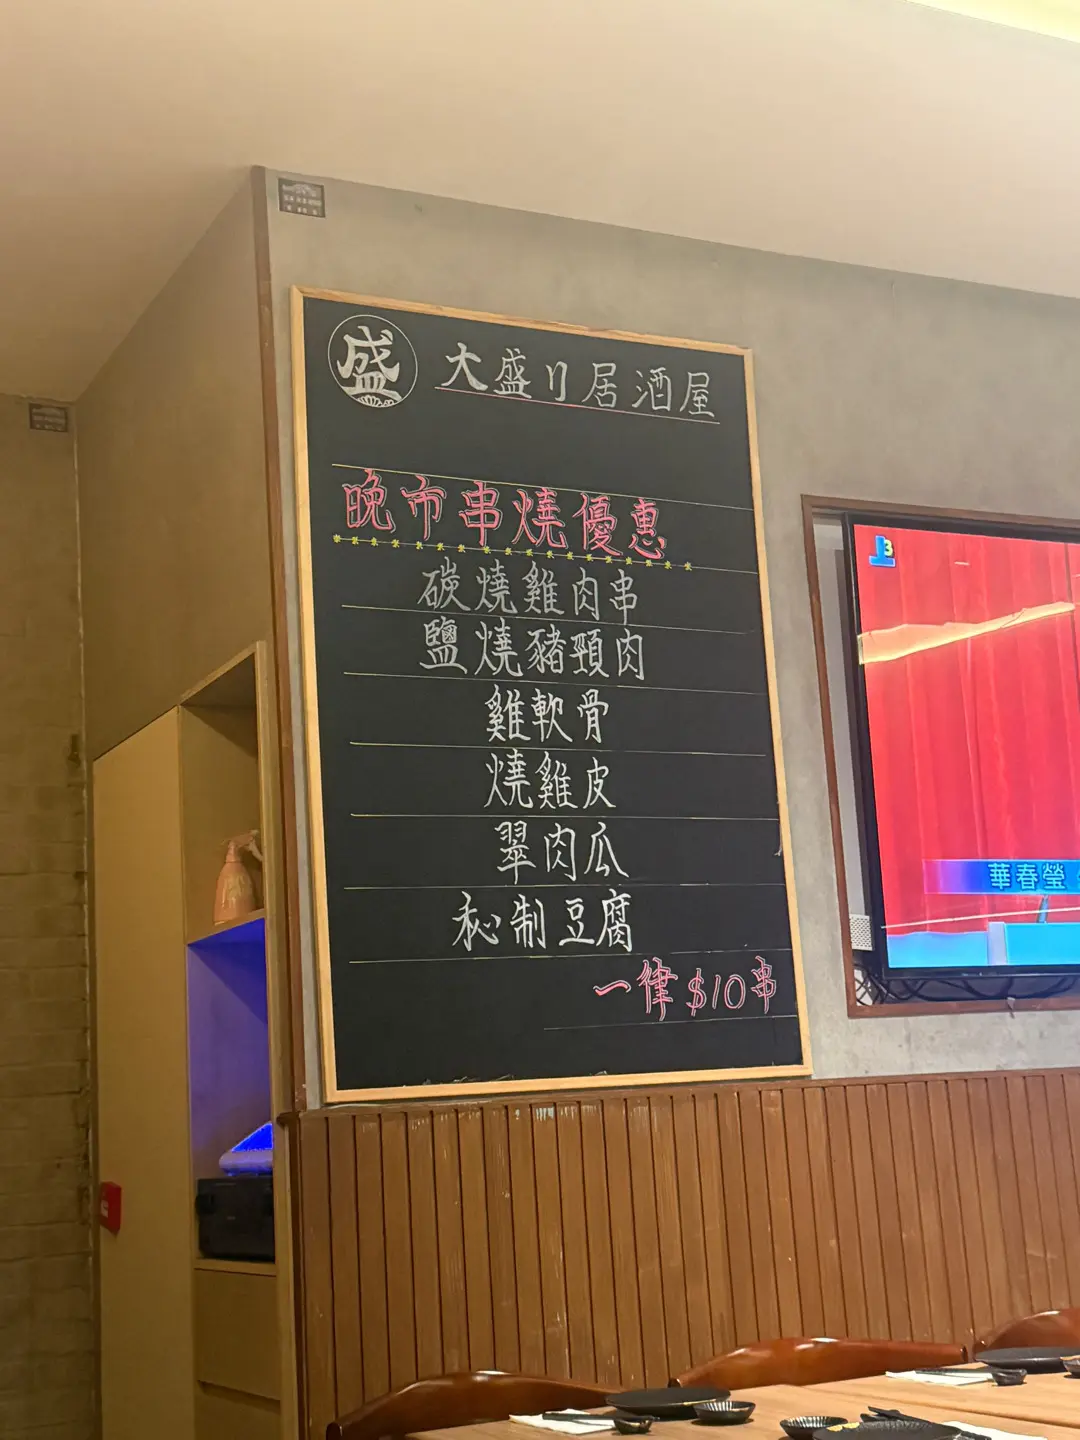 盛
大盛り居酒屋
晚市串燒優惠
碳燒雞肉串
鹽燒豬頸肉
雞軟骨
燒雞皮
翠肉瓜
秘制豆腐
一律$10串
J3
華春瑩